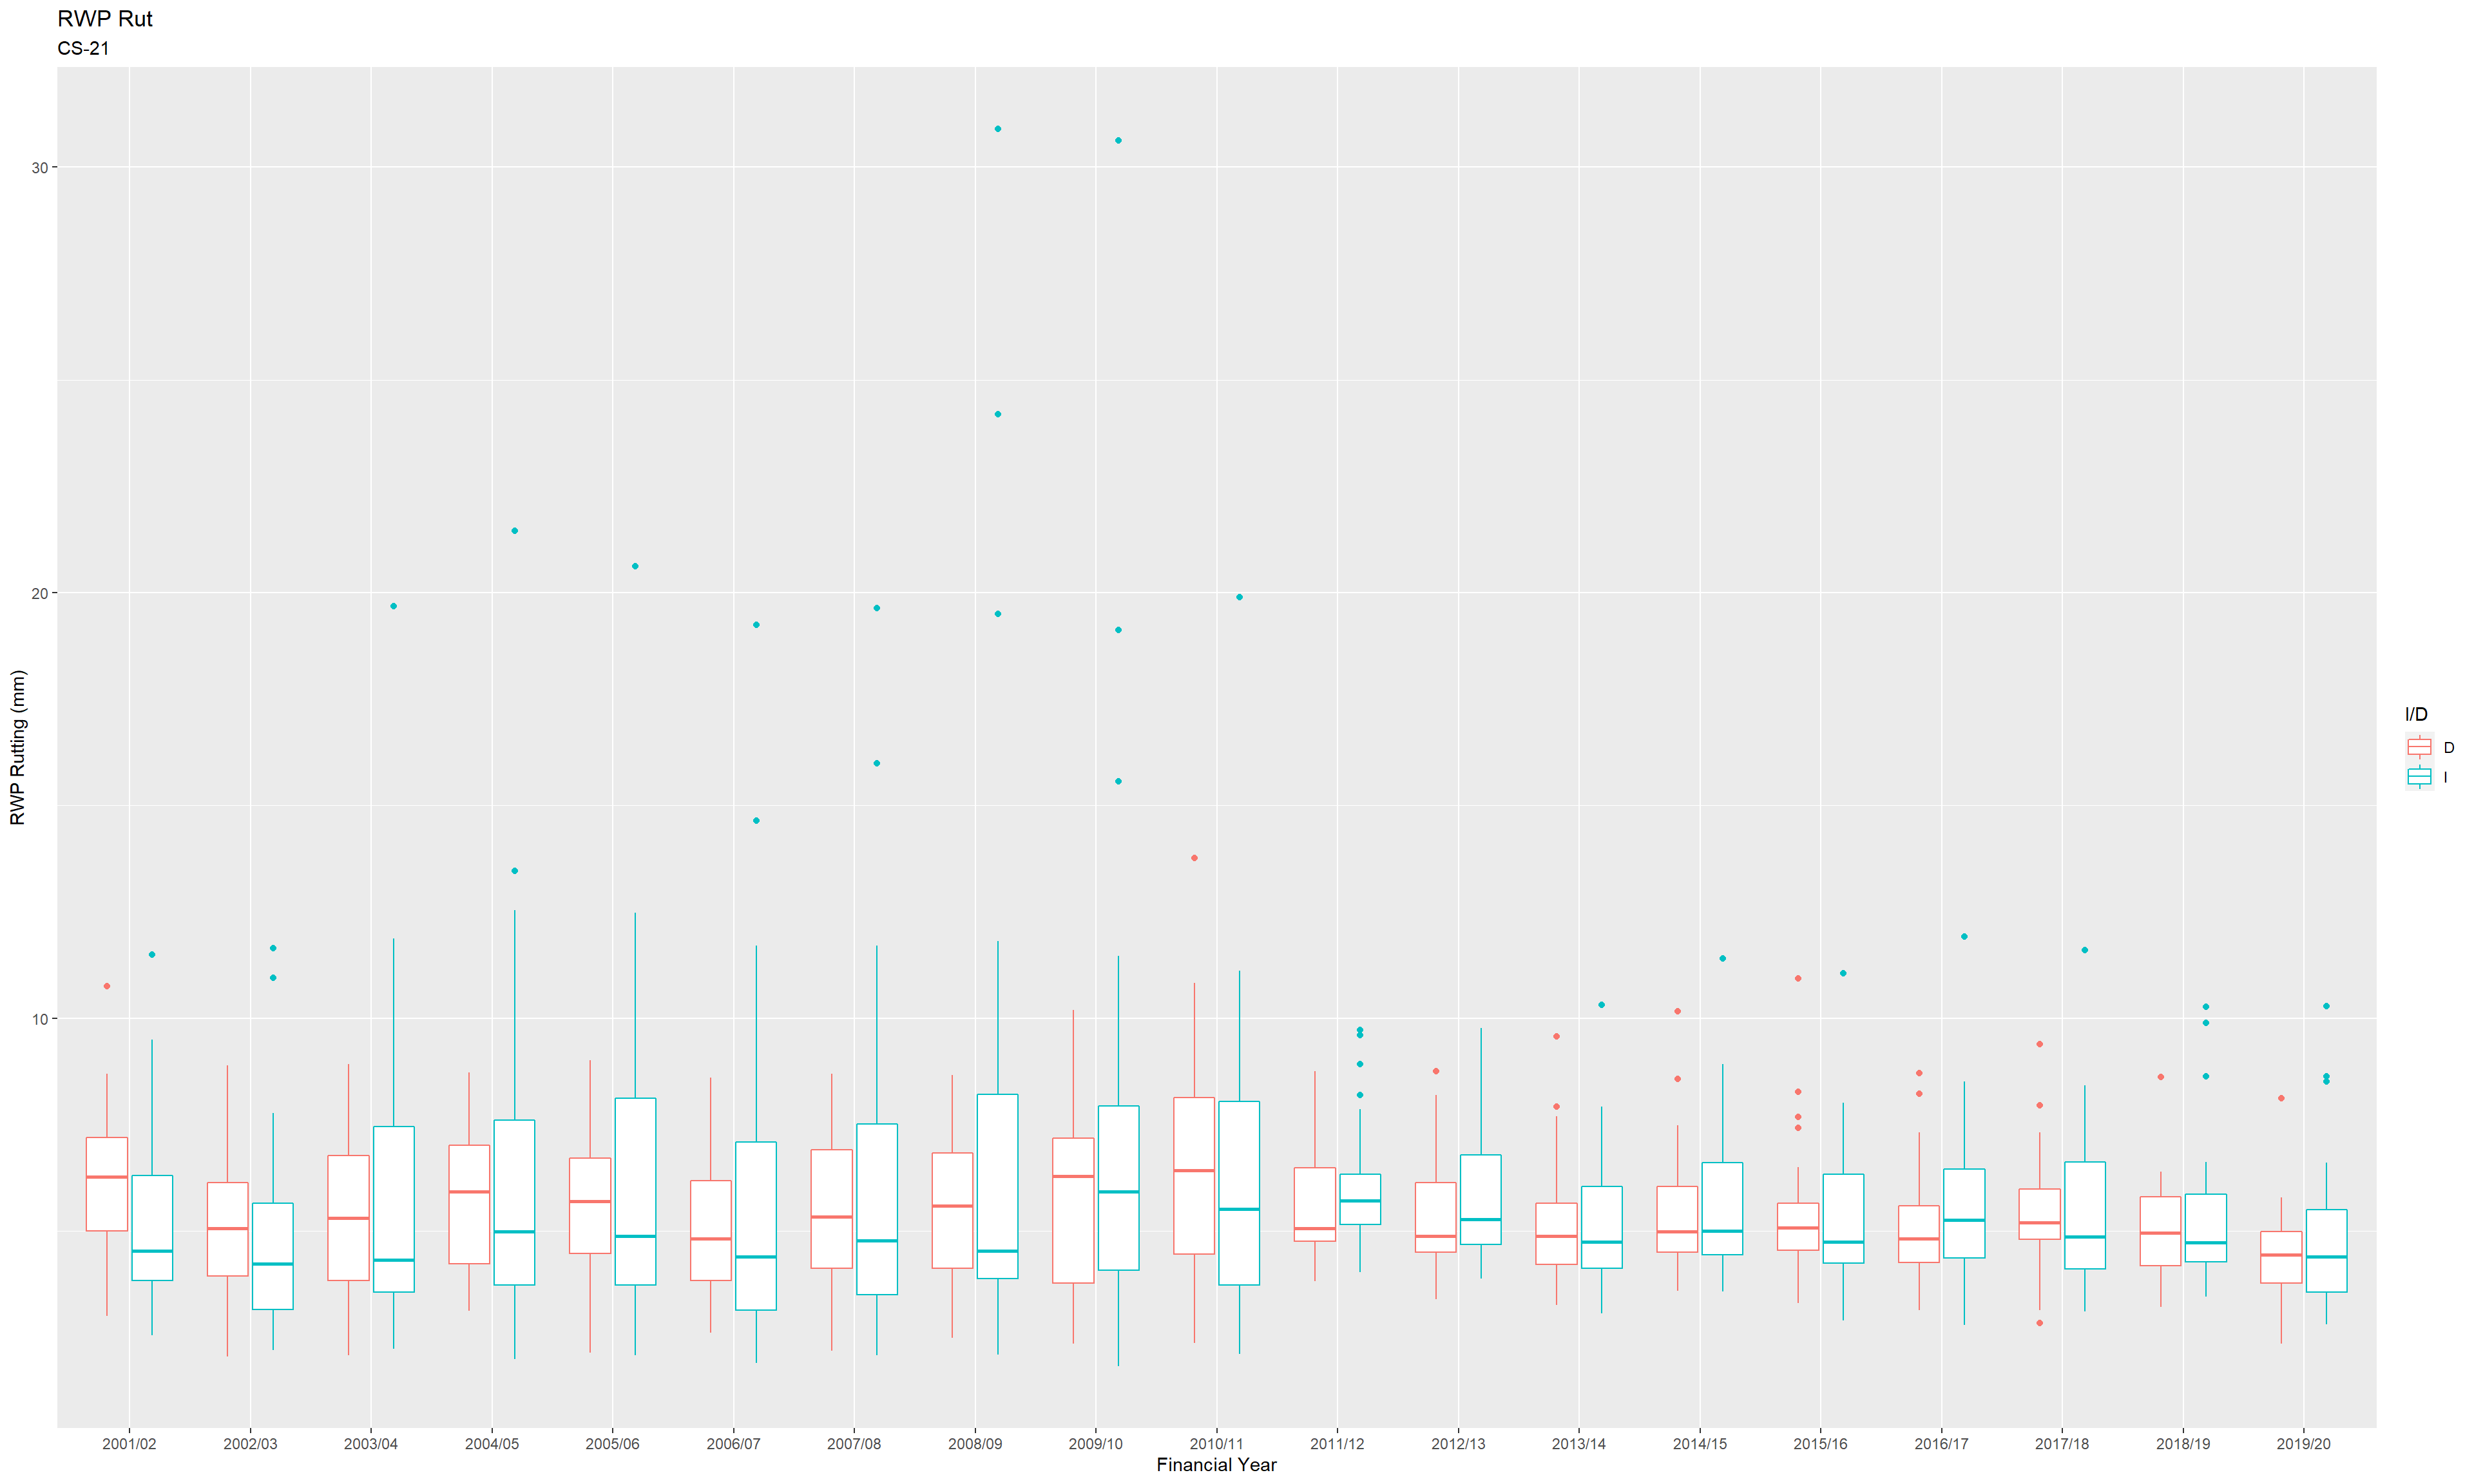 RWP Rut
CS-21
RWP Rutting (mm)
30
20
10
2001/02 2002/03 2003/04 2004/05 2005/06 2006/07 2007/08 2008/09 2009/10 2010/11 2011/12 2012/13 2013/14 2014/15 2015/16 2016/17 2017/18 2018/19 2019/20
Financial Year
I/D
D
I